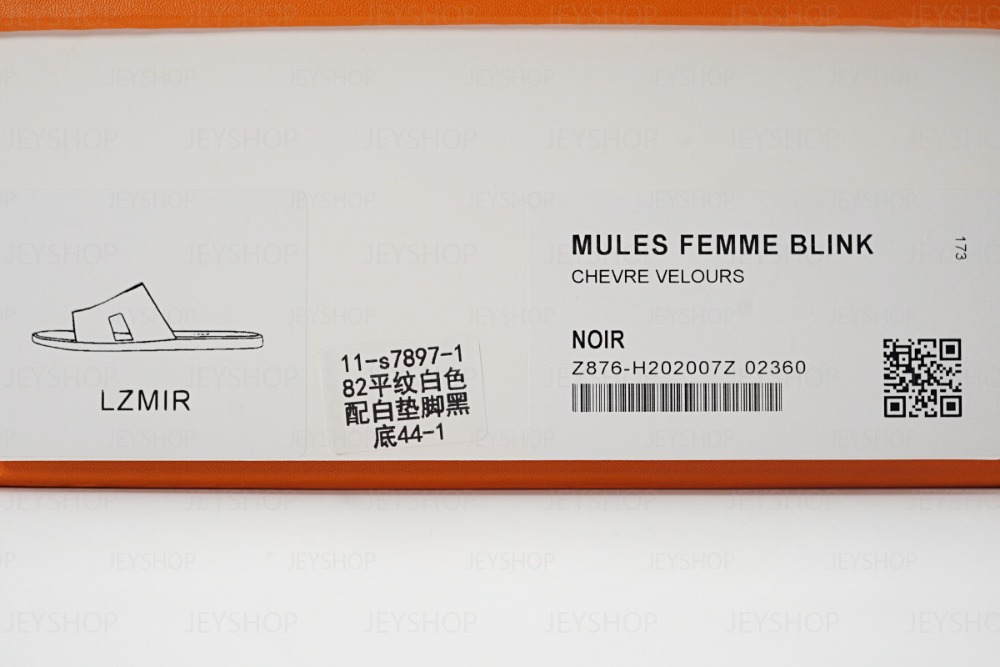 MULES FEMME BLINK
CHEVRE VELOURS
173
NOIR
Z876-H202007Z 02360
LZMIR
11-s7897-1
82平纹白色
配白垫脚黑
底44-1
JEYSHOP